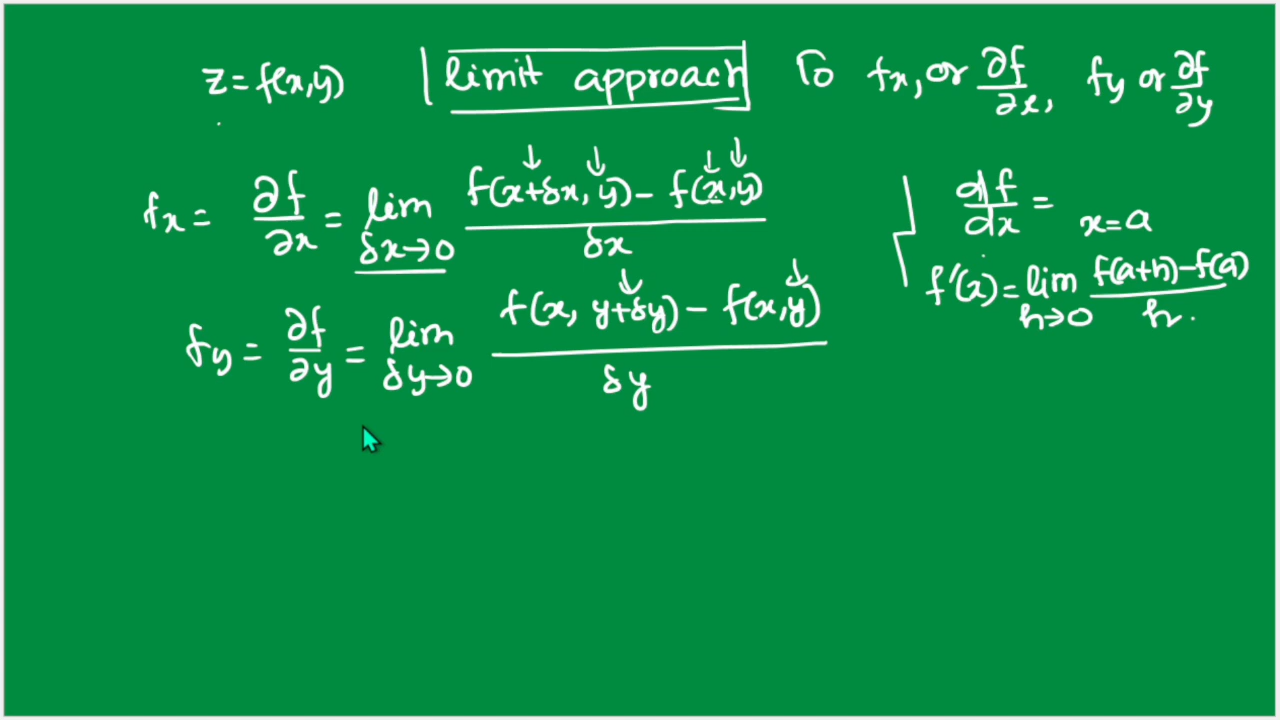 z = f(x,y) limit approach To fx, or ∂f/∂x, fy or ∂f/∂y
fx = ∂f/∂x = lim δx→0 f(x+δx, y) - f(x,y) / δx
df/dx = x=a
f'(x) = lim h→0 f(a+h)-f(a) / h.
fy = ∂f/∂y = lim δy→0 f(x, y+δy) - f(x,y) / δy